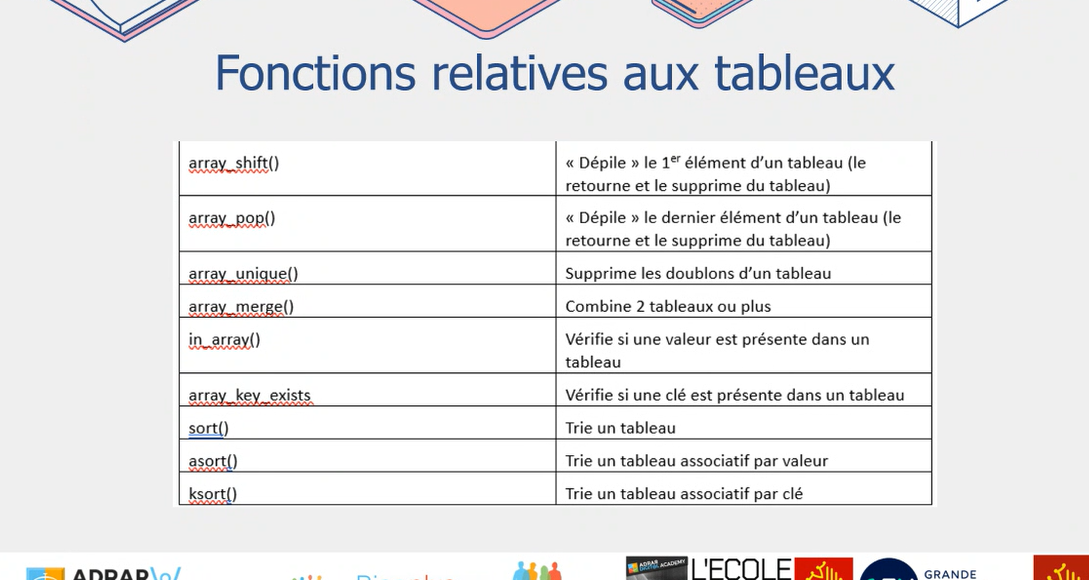 Fonctions relatives aux tableaux
array_shift()
« Dépile » le 1er élément d'un tableau (le
retourne et le supprime du tableau)
array_pop()
« Dépile » le dernier élément d'un tableau (le
retourne et le supprime du tableau)
array_unique()
Supprime les doublons d'un tableau
array_merge()
Combine 2 tableaux ou plus
in_array()
Vérifie si une valeur est présente dans un
tableau
array_key_exists
Vérifie si une clé est présente dans un tableau
sort()
Trie un tableau
asort()
Trie un tableau associatif par valeur
ksort()
Trie un tableau associatif par clé
ADRAR
ADRAR
DIGITAL ACADEMY
L'ECOLE
GRANDE